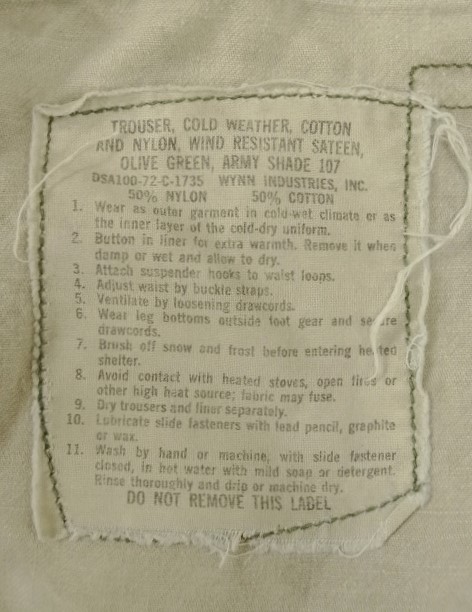 TROUSER, COLD WEATHER, COTTON
AND NYLON, WIND RESISTANT SATEEN,
OLIVE GREEN, ARMY SHADE 107
DSA100-72-C-1735 WYNN INDUSTRIES, INC.
50% NYLON 50% COTTON
1. Wear as outer garment in cold-wet climate or as
the inner layer of the cold-dry uniform.
2. Button in liner for extra warmth. Remove it when
damp or wet and allow to dry.
3. Attach suspender hooks to waist loops.
4. Adjust waist by buckle straps.
5. Ventilate by loosening drawcords.
6. Wear leg bottoms outside foot gear and secure
drawcords.
7. Brush off snow and frost before entering heated
shelter.
8. Avoid contact with heated stoves, open fires or
other high heat source; fabric may fuse.
9. Dry trousers and liner separately.
10. Lubricate slide fasteners with lead pencil, graphite
or wax.
11. Wash by hand or machine, with slide fastener
closed, in hot water with mild soap or detergent.
Rinse thoroughly and drip or machine dry.
DO NOT REMOVE THIS LABEL